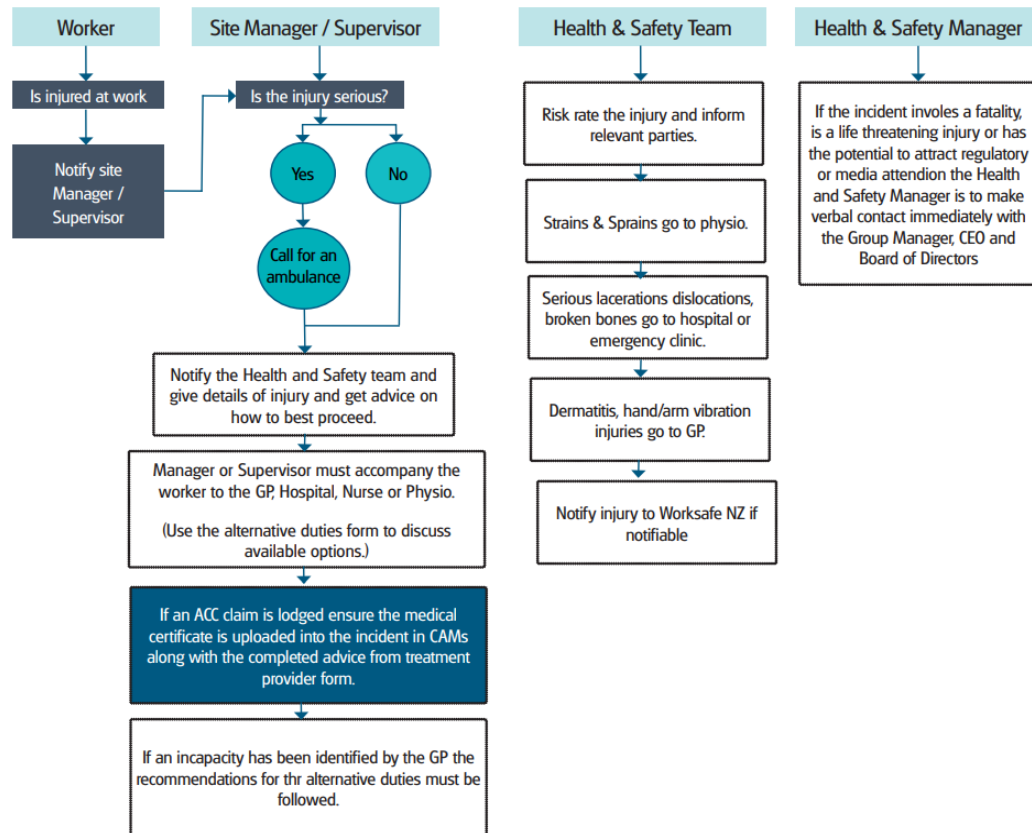 Worker
Is injured at work
Notify site
Manager /
Supervisor
Site Manager / Supervisor
Is the injury serious?
Yes
No
Call for an
ambulance
Notify the Health and Safety team and
give details of injury and get advice on
how to best proceed.
Manager or Supervisor must accompany the
worker to the GP, Hospital, Nurse or Physio.
(Use the alternative duties form to discuss
available options.)
If an ACC claim is lodged ensure the medical
certificate is uploaded into the incident in CAMs
along with the completed advice from treatment
provider form.
If an incapacity has been identified by the GP the
recommendations for thr alternative duties must be
followed.
Health & Safety Team
Risk rate the injury and inform
relevant parties.
Strains & Sprains go to physio.
Serious lacerations dislocations,
broken bones go to hospital or
emergency clinic.
Dermatitis, hand/arm vibration
injuries go to GP.
Notify injury to Worksafe NZ if
notifiable
Health & Safety Manager
If the incident involes a fatality,
is a life threatening injury or has
the potential to attract regulatory
or media attendion the Health
and Safety Manager is to make
verbal contact immediately with
the Group Manager, CEO and
Board of Directors